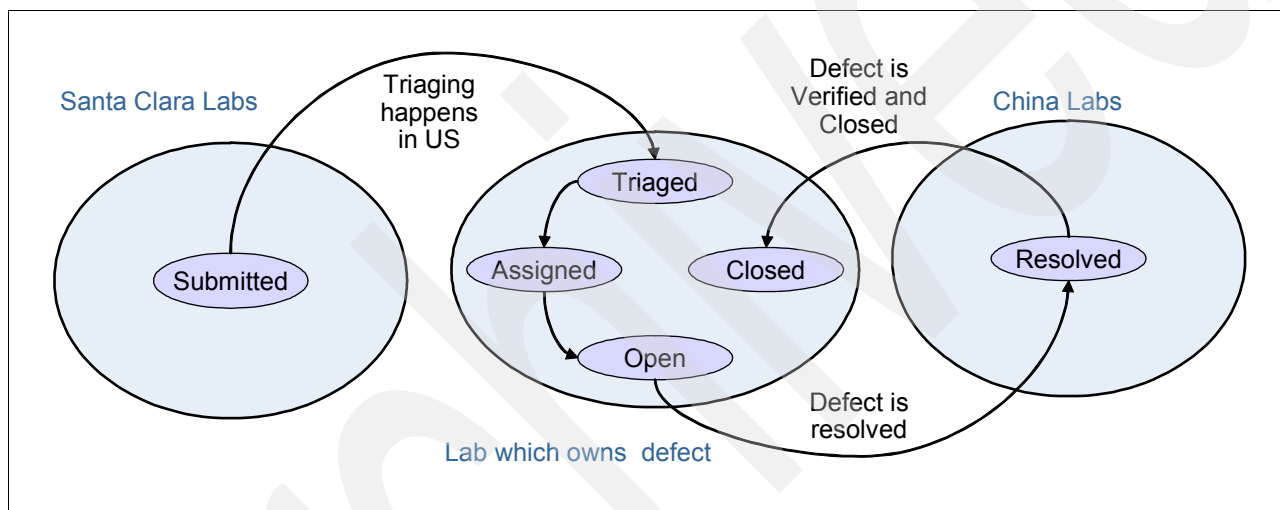 Santa Clara Labs
Triaging
happens
in US
Defect is
Verified and
Closed
China Labs
Triaged
Submitted
Assigned
Closed
Resolved
Open
Defect is
resolved
Lab which owns  defect